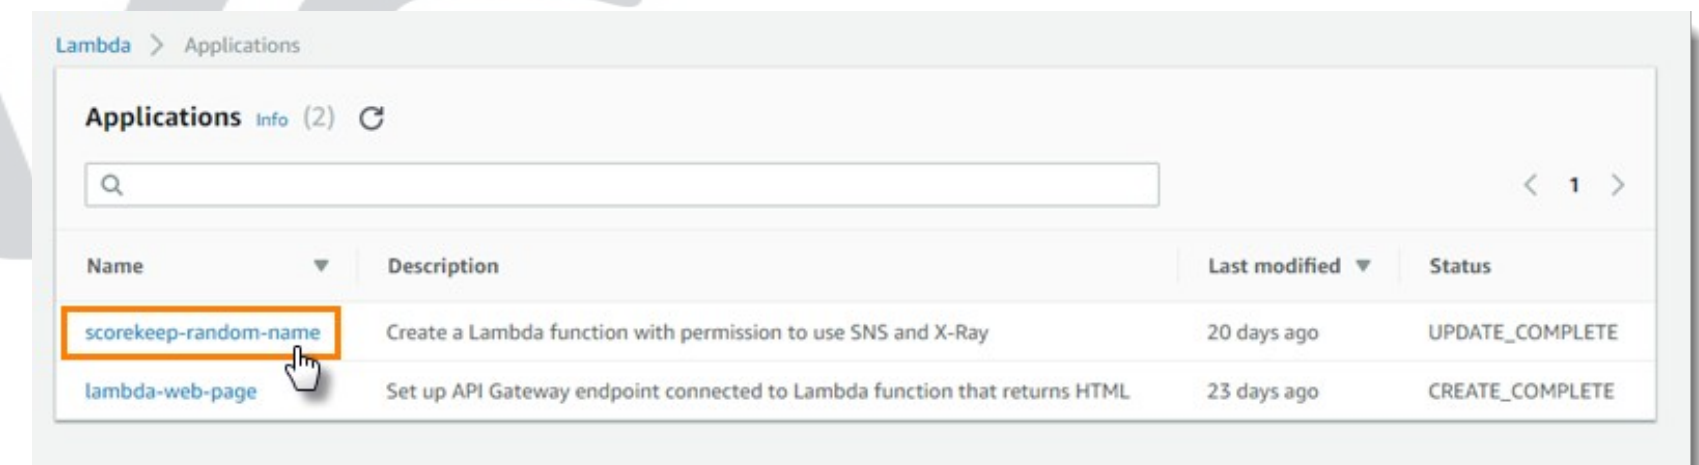 Lambda > Applications
Applications Info (2)
< 1 >
Name Description Last modified Status
scorekeep-random-name Create a Lambda function with permission to use SNS and X-Ray 20 days ago UPDATE_COMPLETE
lambda-web-page Set up API Gateway endpoint connected to Lambda function that returns HTML 23 days ago CREATE_COMPLETE